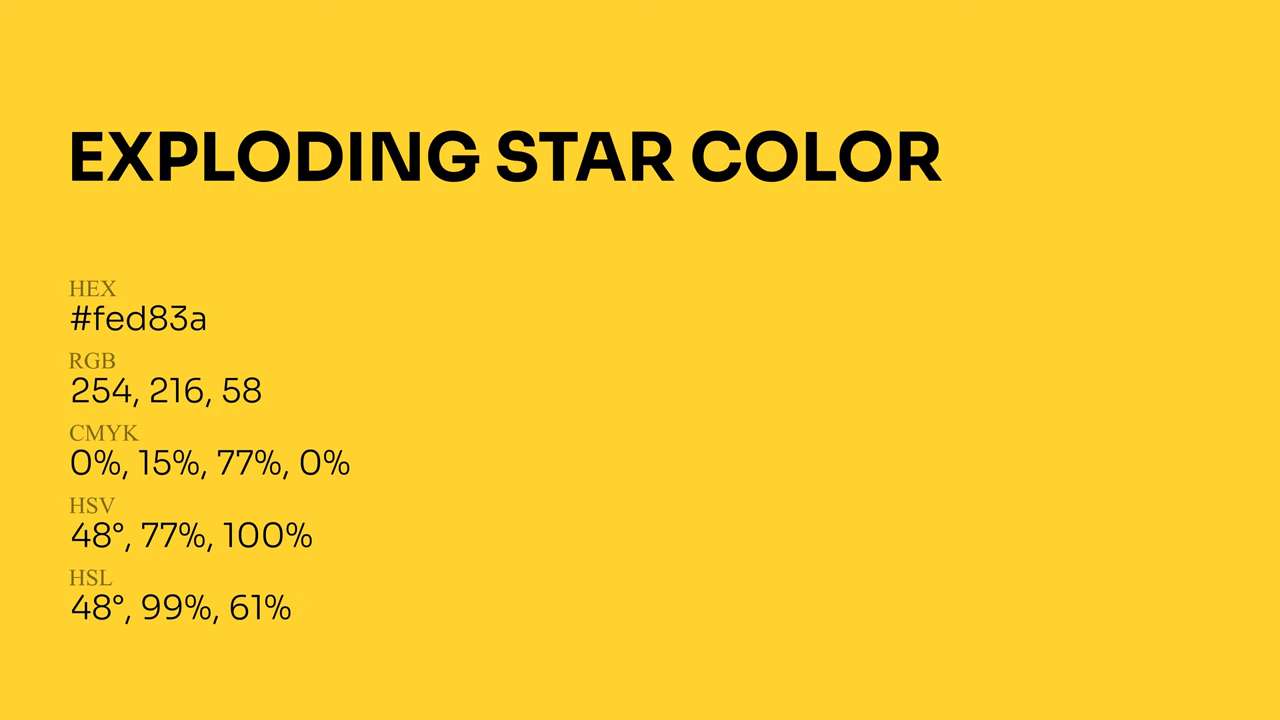 EXPLODING STAR COLOR
HEX
#fed83a
RGB
254, 216, 58
CMYK
0%, 15%, 77%, 0%
HSV
48°, 77%, 100%
HSL
48°, 99%, 61%